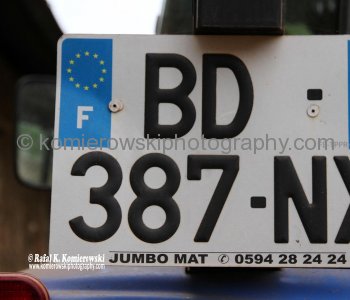 BD -
F
© komierowskiphotography.com
387-NX
© Rafał K. Komierowski
www.komierowskiphotography.com
JUMBO MAT ✆ 0594 28 24 24